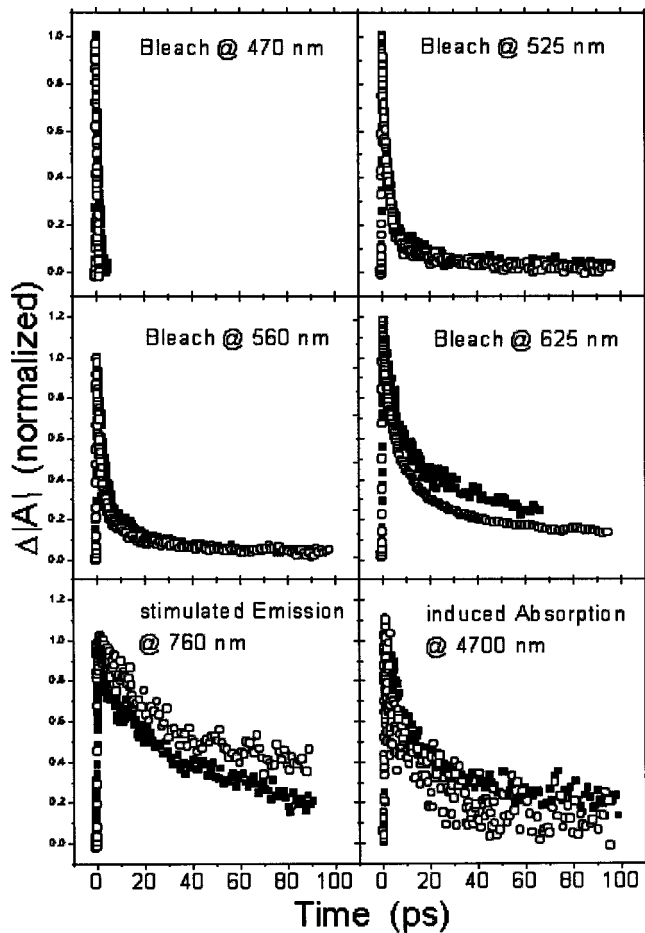 Bleach @ 470 nm
Bleach @ 525 nm
1.0
0.8
0.6
0.4
0.2
0.0
Bleach @ 560 nm
Bleach @ 625 nm
1.2
1.0
0.8
0.6
0.4
0.2
0.0
stimulated Emission
@ 760 nm
induced Absorption
@ 4700 nm
1.2
1.0
0.8
0.6
0.4
0.2
0.0
0 20 40 60 80 100
0 20 40 60 80 100
Δ|A| (normalized)
Time (ps)